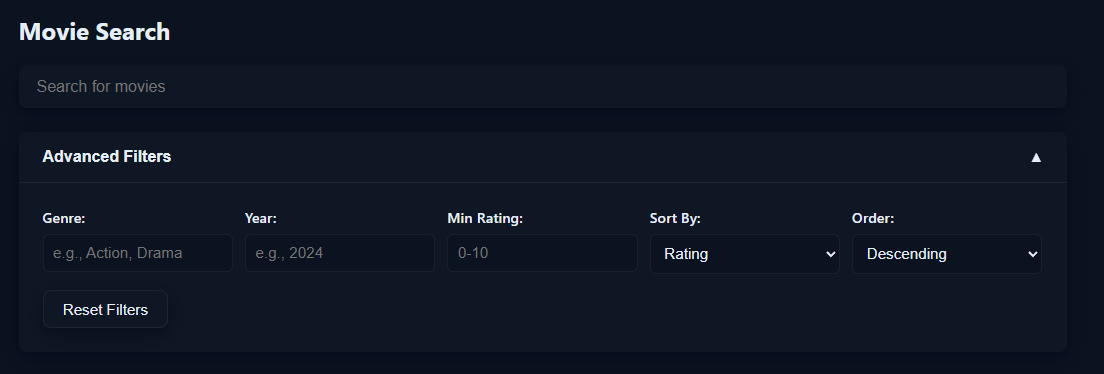 Movie Search
Search for movies
Advanced Filters ▲
Genre: Year: Min Rating: Sort By: Order:
e.g., Action, Drama e.g., 2024 0-10 Rating Descending
Reset Filters